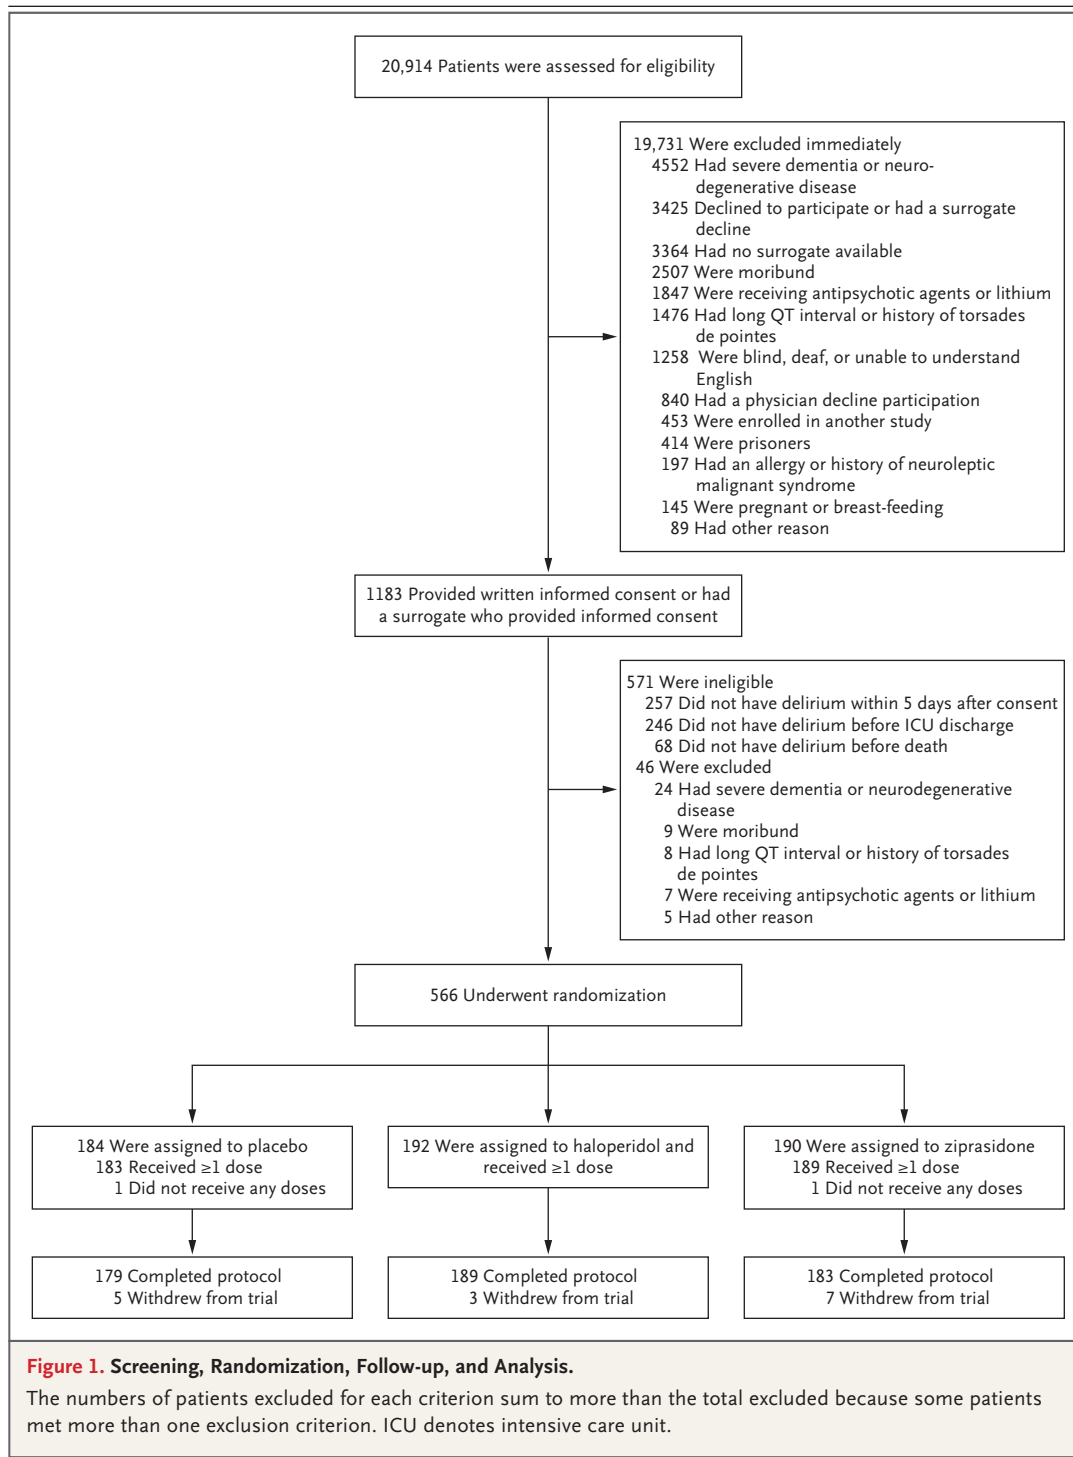 20,914 Patients were assessed for eligibility
19,731 Were excluded immediately
4552 Had severe dementia or neuro-
degenerative disease
3425 Declined to participate or had a surrogate
decline
3364 Had no surrogate available
2507 Were moribund
1847 Were receiving antipsychotic agents or lithium
1476 Had long QT interval or history of torsades
de pointes
1258 Were blind, deaf, or unable to understand
English
840 Had a physician decline participation
453 Were enrolled in another study
414 Were prisoners
197 Had an allergy or history of neuroleptic
malignant syndrome
145 Were pregnant or breast-feeding
89 Had other reason
1183 Provided written informed consent or had
a surrogate who provided informed consent
571 Were ineligible
257 Did not have delirium within 5 days after consent
246 Did not have delirium before ICU discharge
68 Did not have delirium before death
46 Were excluded
24 Had severe dementia or neurodegenerative
disease
9 Were moribund
8 Had long QT interval or history of torsades
de pointes
7 Were receiving antipsychotic agents or lithium
5 Had other reason
566 Underwent randomization
184 Were assigned to placebo
183 Received ≥1 dose
1 Did not receive any doses
192 Were assigned to haloperidol and
received ≥1 dose
190 Were assigned to ziprasidone
189 Received ≥1 dose
1 Did not receive any doses
179 Completed protocol
5 Withdrew from trial
189 Completed protocol
3 Withdrew from trial
183 Completed protocol
7 Withdrew from trial
Figure 1. Screening, Randomization, Follow-up, and Analysis.
The numbers of patients excluded for each criterion sum to more than the total excluded because some patients
met more than one exclusion criterion. ICU denotes intensive care unit.